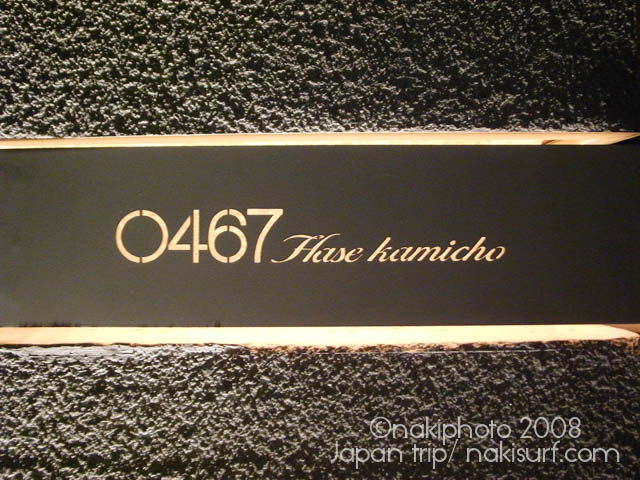 0467 Hase kamicho
©nakiphoto 2008
Japan trip/ nakisurf.com